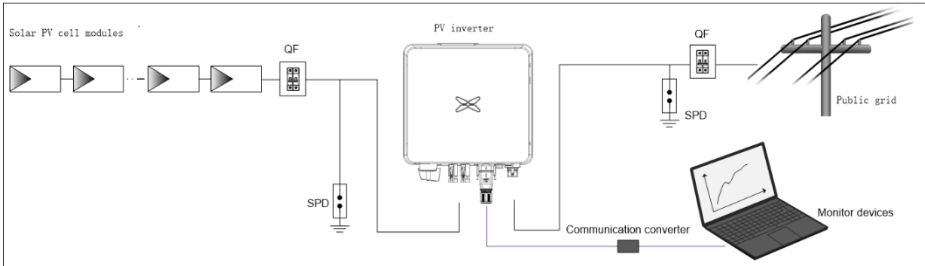 Solar PV cell modules
PV inverter
QF
QF
SPD
Public grid
SPD
Communication converter
Monitor devices